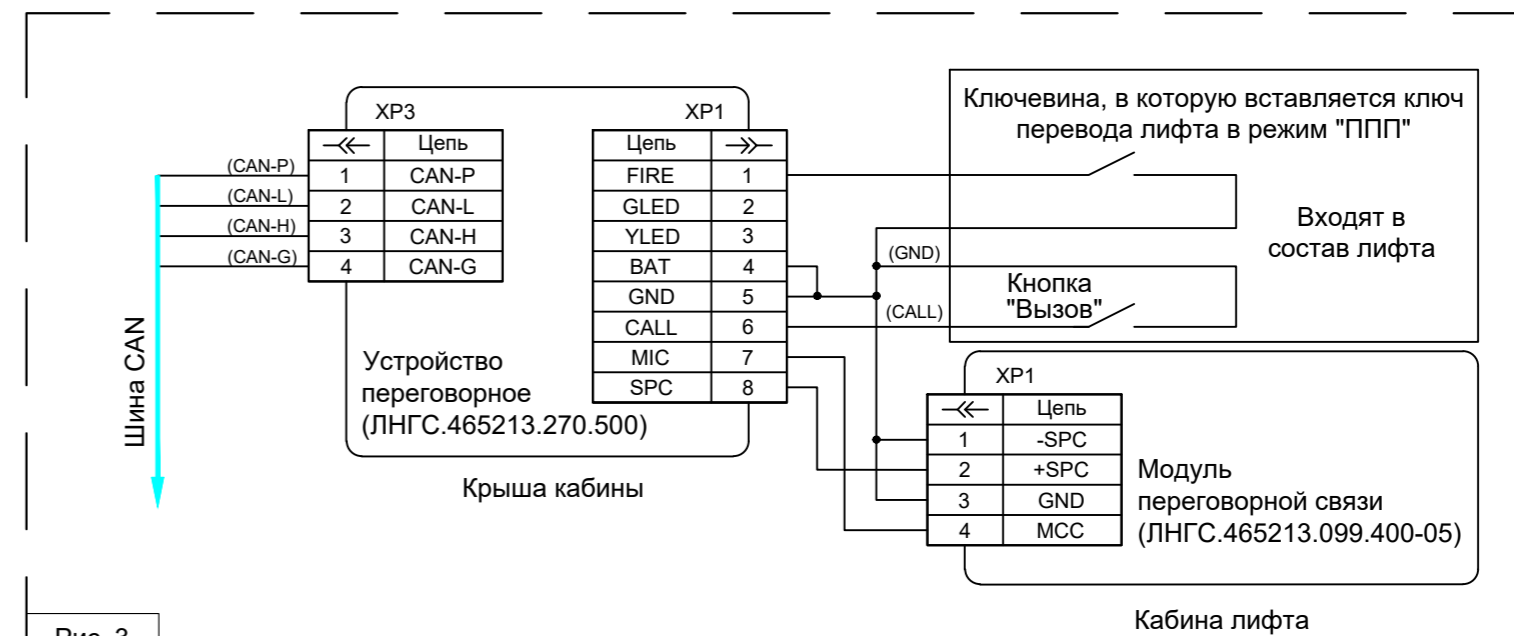 Ключевина, в которую вставляется ключ
перевода лифта в режим "ППП"
Входят в
состав лифта
Кнопка
"Вызов"
(GND)
(CALL)
XP3
Цепь
1 CAN-P
2 CAN-L
3 CAN-H
4 CAN-G
(CAN-P)
(CAN-L)
(CAN-H)
(CAN-G)
Шина CAN
XP1
Цепь
FIRE 1
GLED 2
YLED 3
BAT 4
GND 5
CALL 6
MIC 7
SPC 8
Устройство
переговорное
(ЛНГС.465213.270.500)
Крыша кабины
XP1
Цепь
1 -SPC
2 +SPC
3 GND
4 MCC
Модуль
переговорной связи
(ЛНГС.465213.099.400-05)
Кабина лифта
Рис. 3